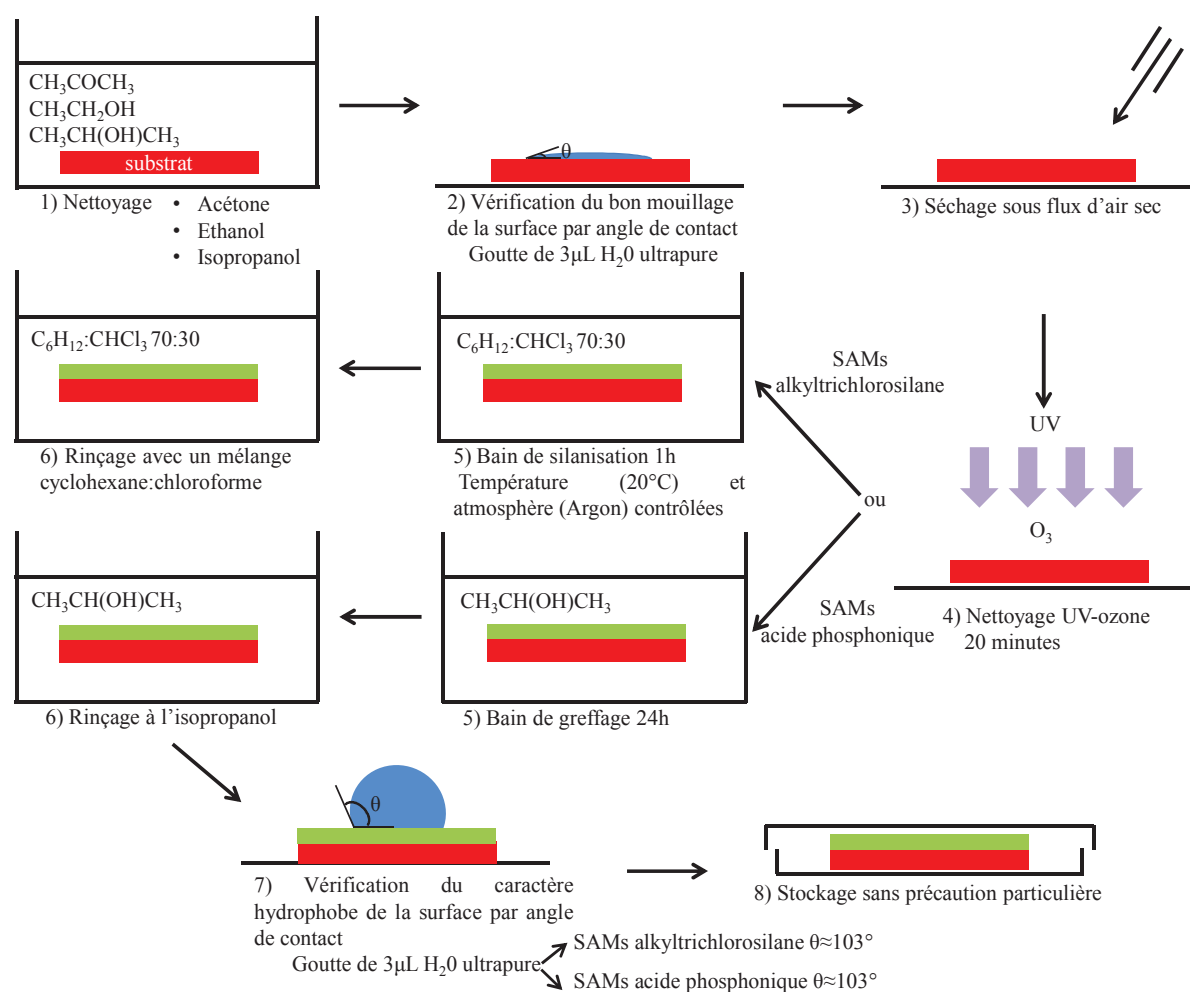 CH₃COCH₃
CH₃CH₂OH
CH₃CH(OH)CH₃
substrat
1) Nettoyage
• Acétone
• Ethanol
• Isopropanol
θ
2) Vérification du bon mouillage
de la surface par angle de contact
Goutte de 3μL H₂0 ultrapure
3) Séchage sous flux d'air sec
UV
O₃
4) Nettoyage UV-ozone
20 minutes
SAMs
alkyltrichlorosilane
ou
SAMs
acide phosphonique
C₆H₁₂:CHCl₃ 70:30
5) Bain de silanisation 1h
Température (20°C) et
atmosphère (Argon) contrôlées
C₆H₁₂:CHCl₃ 70:30
6) Rinçage avec un mélange
cyclohexane:chloroforme
CH₃CH(OH)CH₃
5) Bain de greffage 24h
CH₃CH(OH)CH₃
6) Rinçage à l'isopropanol
θ
7) Vérification du caractère
hydrophobe de la surface par angle
de contact
Goutte de 3μL H₂0 ultrapure
SAMs alkyltrichlorosilane θ≈103°
SAMs acide phosphonique θ≈103°
8) Stockage sans précaution particulière